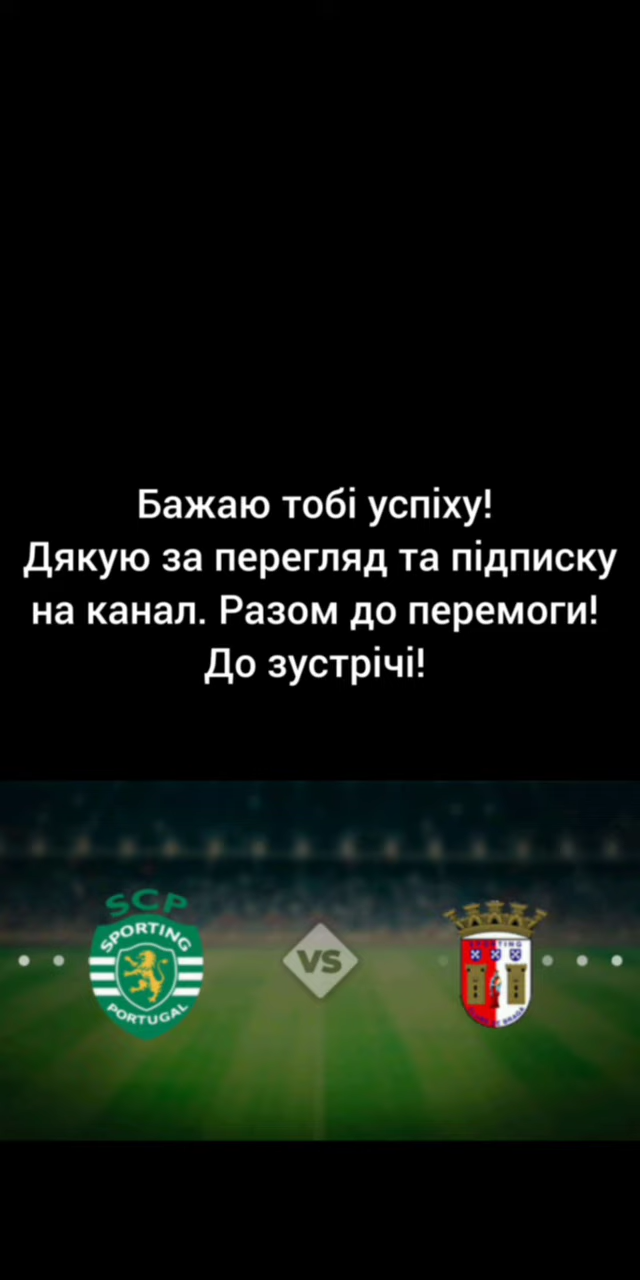 Бажаю тобі успіху!
Дякую за перегляд та підписку
на канал. Разом до перемоги!
До зустрічі!
SCP
SPORTING
PORTUGAL
VS
SPORTING
BRAGA